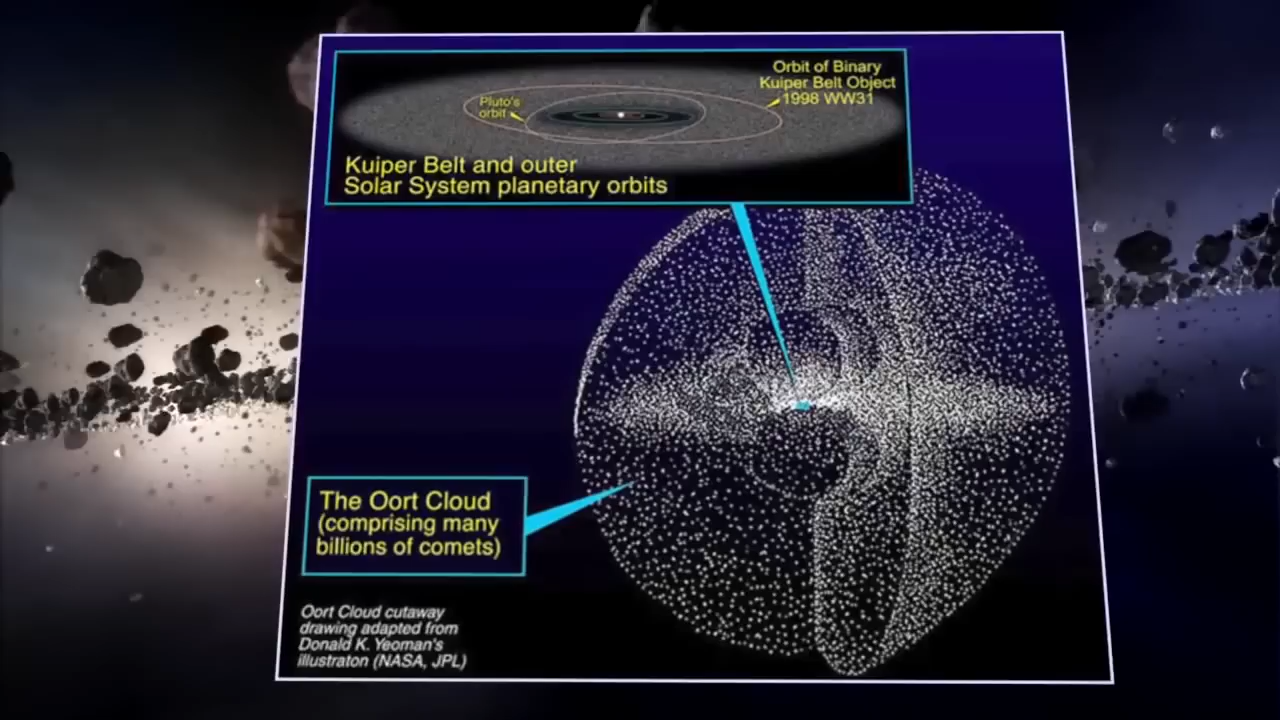 Orbit of Binary
Kuiper Belt Object
1998 WW31
Pluto's
orbit
Kuiper Belt and outer
Solar System planetary orbits
The Oort Cloud
(comprising many
billions of comets)
Oort Cloud cutaway
drawing adapted from
Donald K. Yeoman's
illustraton (NASA, JPL)